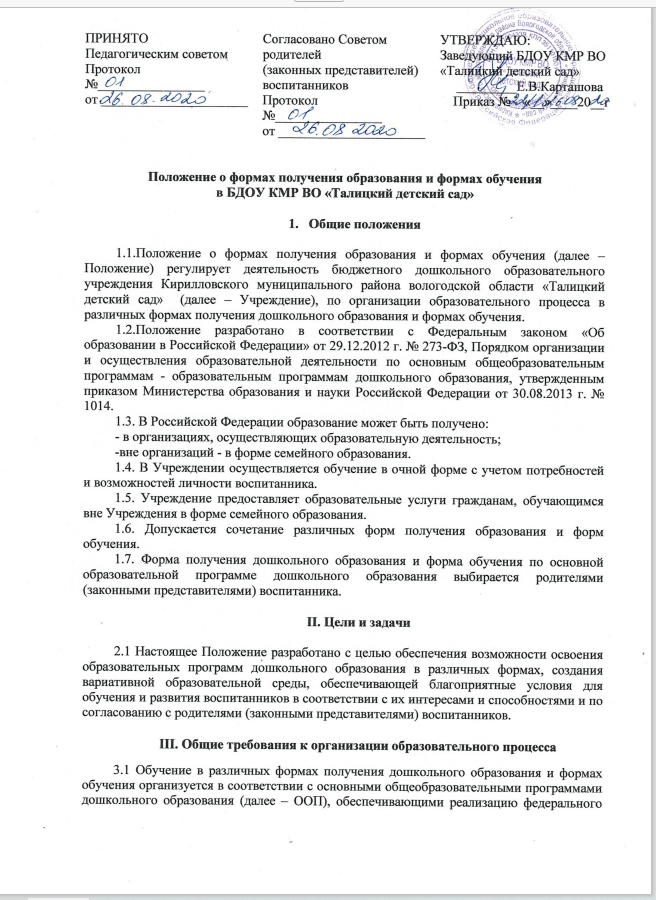 ПРИНЯТО
Педагогическим советом
Протокол
№ 01
от 26.08.2020
Согласовано Советом
родителей
(законных представителей)
воспитанников
Протокол
№ 01
от 26.08.2020
УТВЕРЖДАЮ:
Заведующий БДОУ КМР ВО
«Талицкий детский сад»
Е.В.Карташова
Приказ №
Положение о формах получения образования и формах обучения
в БДОУ КМР ВО «Талицкий детский сад»
1. Общие положения
1.1.Положение о формах получения образования и формах обучения (далее –
Положение) регулирует деятельность бюджетного дошкольного образовательного
учреждения Кирилловского муниципального района вологодской области «Талицкий
детский сад» (далее – Учреждение), по организации образовательного процесса в
различных формах получения дошкольного образования и формах обучения.
1.2.Положение разработано в соответствии с Федеральным законом «Об
образовании в Российской Федерации» от 29.12.2012 г. № 273-ФЗ, Порядком организации
и осуществления образовательной деятельности по основным общеобразовательным
программам - образовательным программам дошкольного образования, утвержденным
приказом Министерства образования и науки Российской Федерации от 30.08.2013 г. №
1014.
1.3. В Российской Федерации образование может быть получено:
- в организациях, осуществляющих образовательную деятельность;
-вне организаций - в форме семейного образования.
1.4. В Учреждении осуществляется обучение в очной форме с учетом потребностей
и возможностей личности воспитанника.
1.5. Учреждение предоставляет образовательные услуги гражданам, обучающимся
вне Учреждения в форме семейного образования.
1.6. Допускается сочетание различных форм получения образования и форм
обучения.
1.7. Форма получения дошкольного образования и форма обучения по основной
образовательной программе дошкольного образования выбирается родителями
(законными представителями) воспитанника.
II. Цели и задачи
2.1 Настоящее Положение разработано с целью обеспечения возможности освоения
образовательных программ дошкольного образования в различных формах, создания
вариативной образовательной среды, обеспечивающей благоприятные условия для
обучения и развития воспитанников в соответствии с их интересами и способностями и по
согласованию с родителями (законными представителями) воспитанников.
III. Общие требования к организации образовательного процесса
3.1 Обучение в различных формах получения дошкольного образования и формах
обучения организуется в соответствии с основными общеобразовательными программами
дошкольного образования (далее – ООП), обеспечивающими реализацию федерального